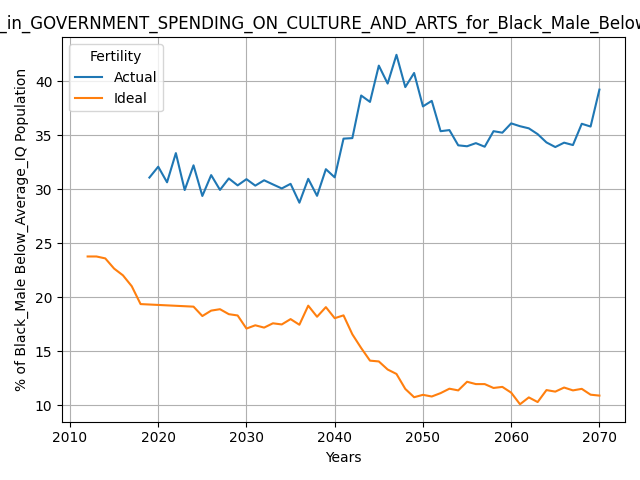 _in_GOVERNMENT_SPENDING_ON_CULTURE_AND_ARTS_for_Black_Male_Below
Fertility
Actual
Ideal
% of Black_Male Below_Average_IQ Population
40
35
30
25
20
15
10
2010 2020 2030 2040 2050 2060 2070
Years